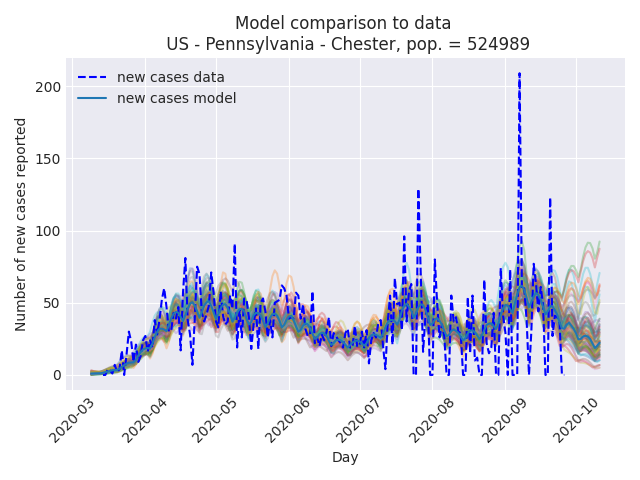 Model comparison to data
US - Pennsylvania - Chester, pop. = 524989
new cases data
new cases model
Number of new cases reported
200
150
100
50
0
2020-03
2020-04
2020-05
2020-06
2020-07
2020-08
2020-09
2020-10
Day